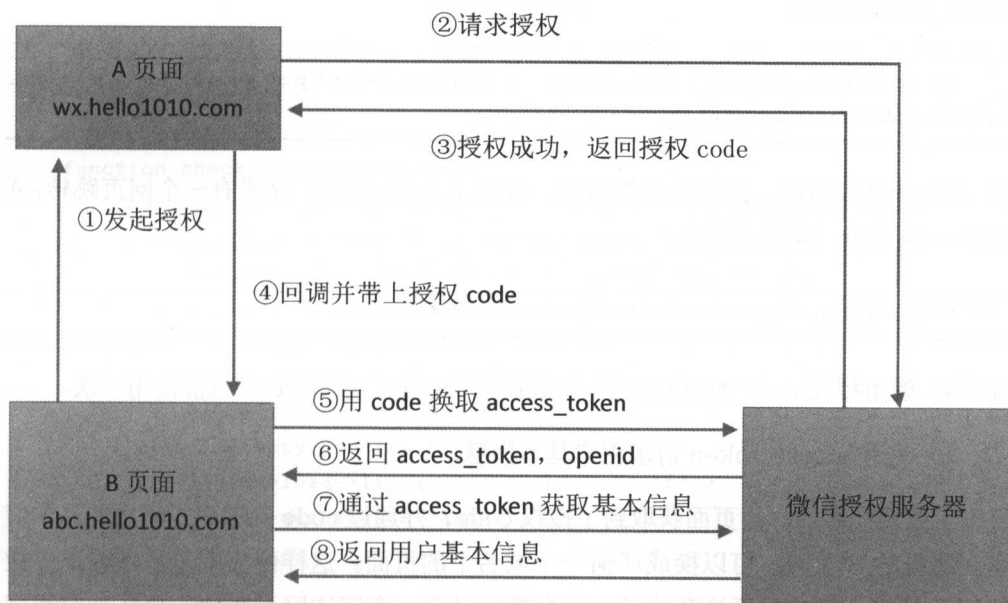 ②请求授权
A 页面
wx.hello1010.com
③授权成功，返回授权 code
①发起授权
④回调并带上授权 code
⑤用 code 换取 access_token
⑥返回 access_token， openid
B 页面
abc.hello1010.com
⑦通过 access_token 获取基本信息
微信授权服务器
⑧返回用户基本信息